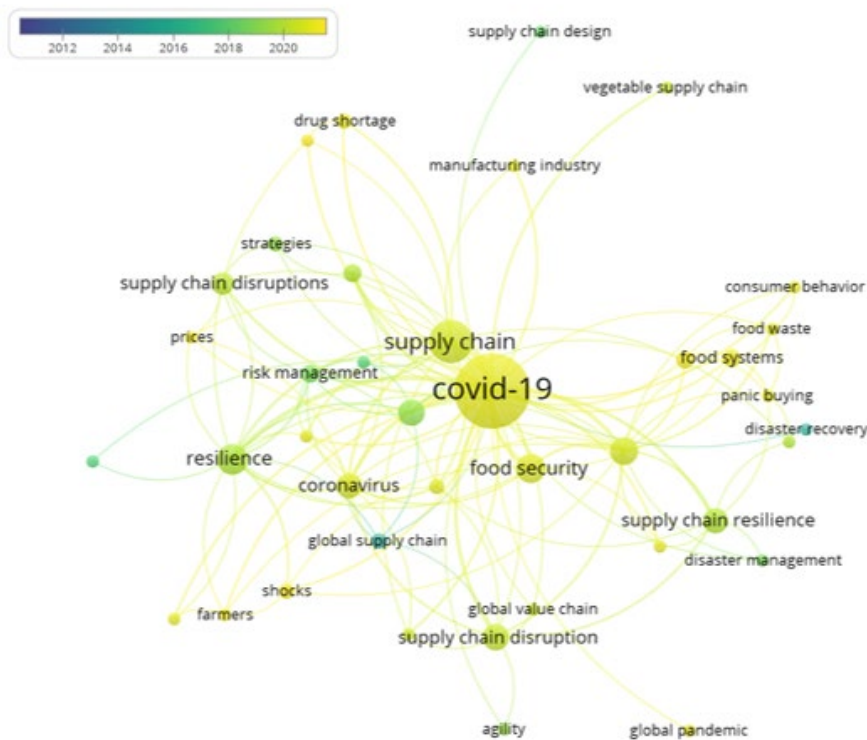 2012 2014 2016 2018 2020
supply chain design
vegetable supply chain
drug shortage
manufacturing industry
strategies
supply chain disruptions
consumer behavior
prices
supply chain
food waste
risk management
food systems
covid-19
panic buying
disaster recovery
resilience
food security
coronavirus
supply chain resilience
global supply chain
disaster management
shocks
farmers
global value chain
supply chain disruption
agility
global pandemic